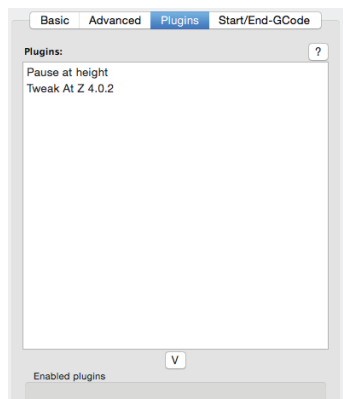 Basic Advanced Plugins Start/End-GCode
Plugins: ?
Pause at height
Tweak At Z 4.0.2
V
Enabled plugins